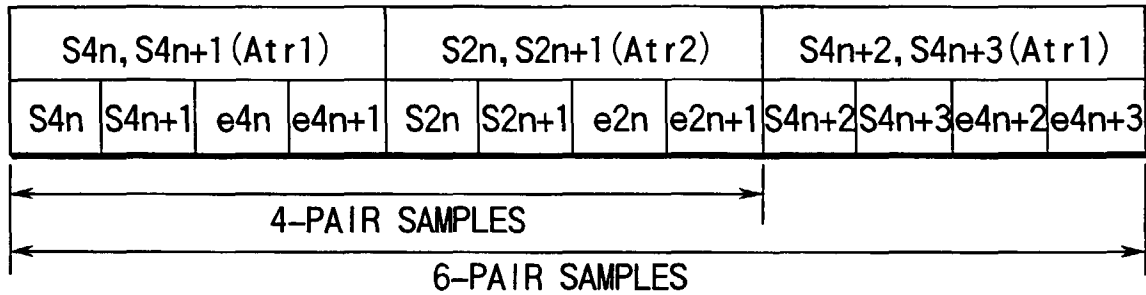 S4n, S4n+1 (Atr1) S2n, S2n+1 (Atr2) S4n+2, S4n+3 (Atr1)
S4n S4n+1 e4n e4n+1 S2n S2n+1 e2n e2n+1 S4n+2 S4n+3 e4n+2 e4n+3
4-PAIR SAMPLES
6-PAIR SAMPLES